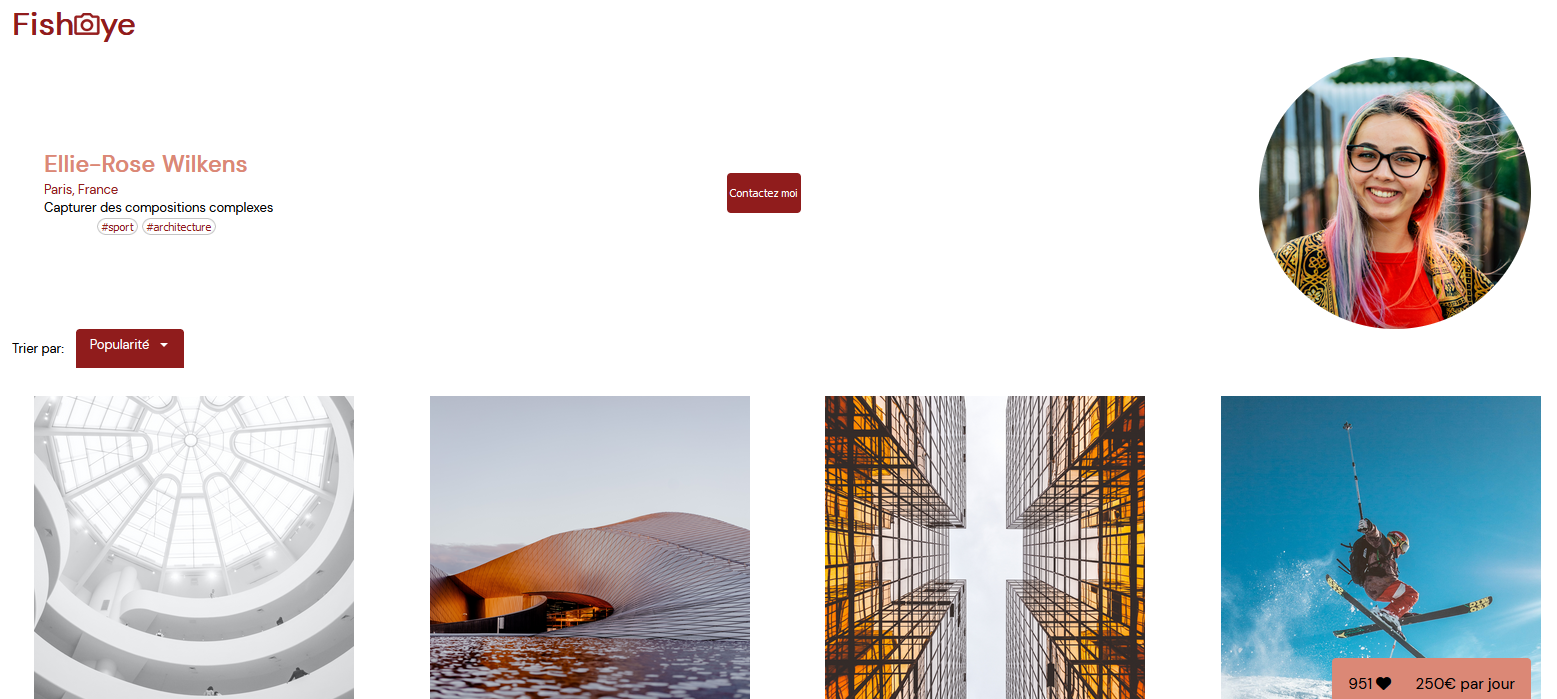 Fisheye
Ellie-Rose Wilkens
Paris, France
Capturer des compositions complexes
#sport #architecture
Contactez moi
Trier par: Popularité
951 250€ par jour